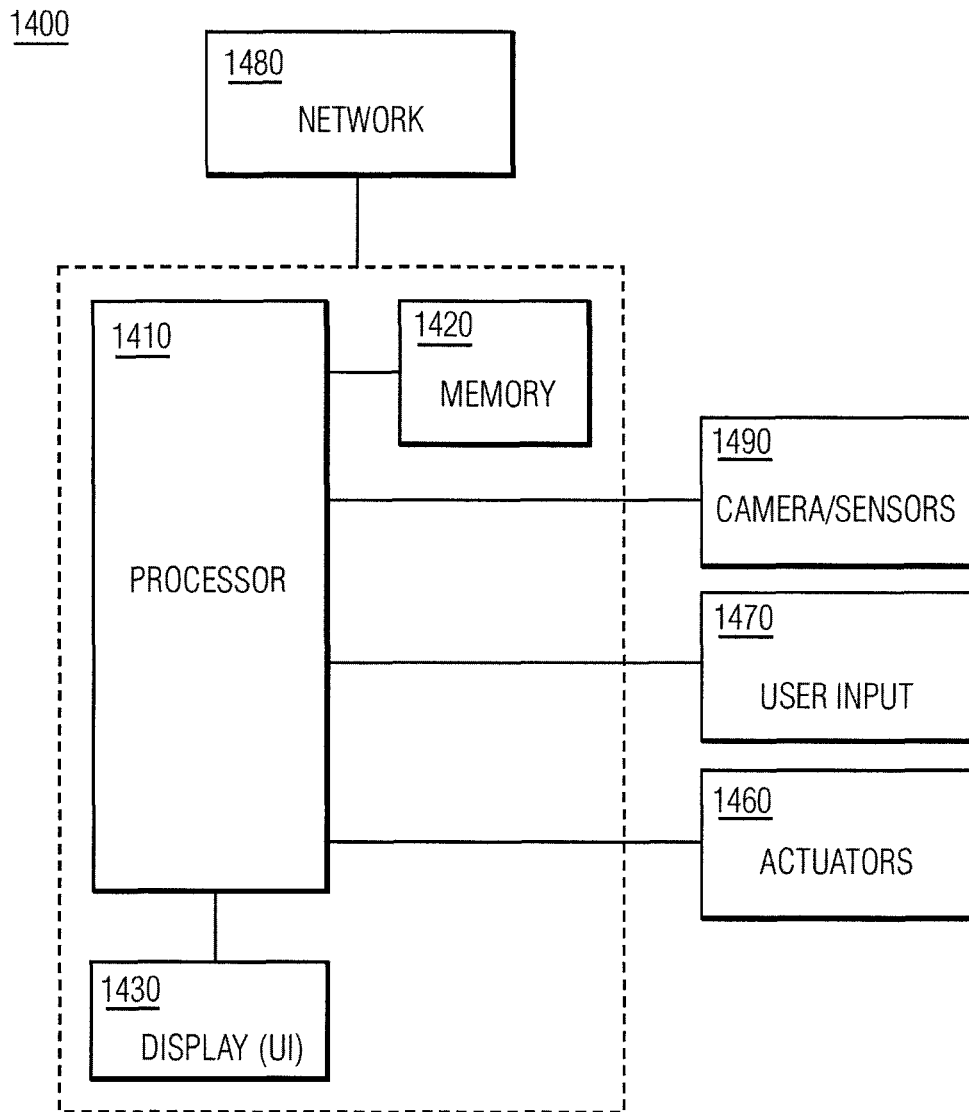 1400
1480
NETWORK
1410
PROCESSOR
1420
MEMORY
1490
CAMERA/SENSORS
1470
USER INPUT
1460
ACTUATORS
1430
DISPLAY (UI)